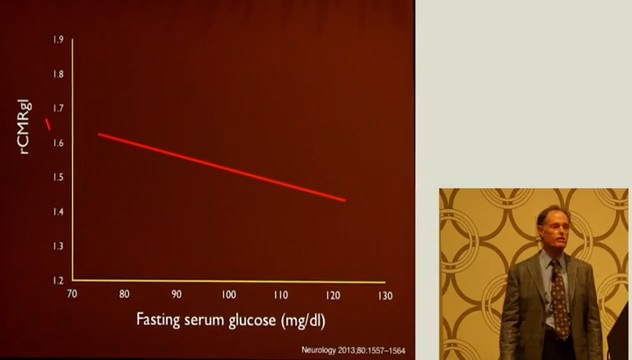 1.9
1.8
rCMRgl
1.7
1.6
1.5
1.4
1.3
1.2
70 80 90 100 110 120 130
Fasting serum glucose (mg/dl)
Neurology 2013;80:1557–1564